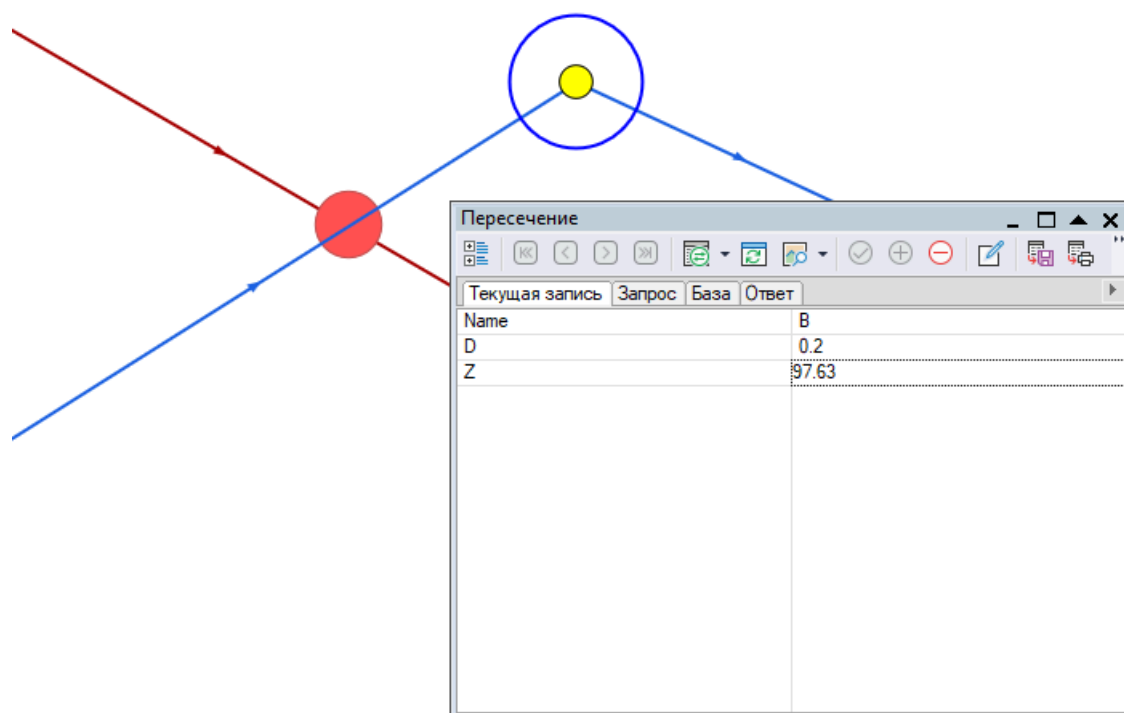 Пересечение
Текущая запись Запрос База Ответ
Name B
D 0.2
Z 97.63